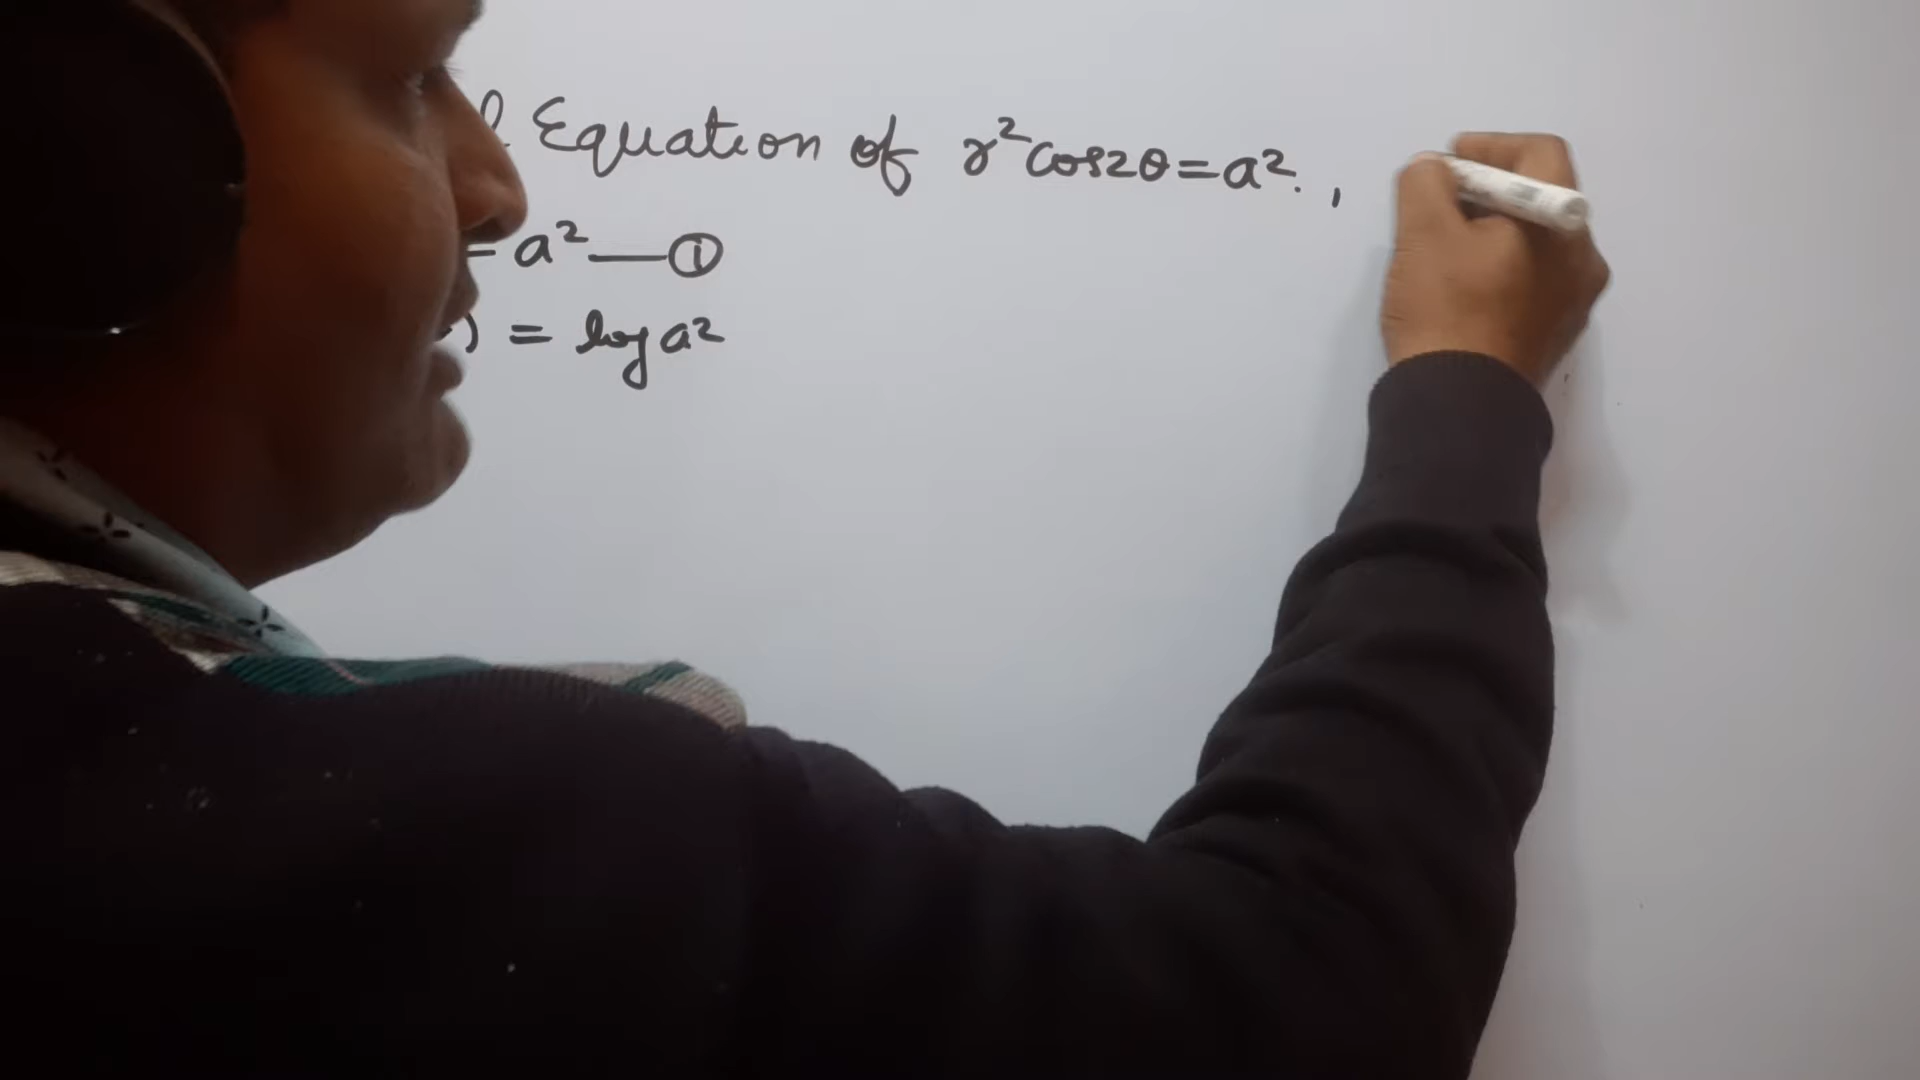 Equation of r²cos2θ=a². ,
= a² —— ①
) = log a²